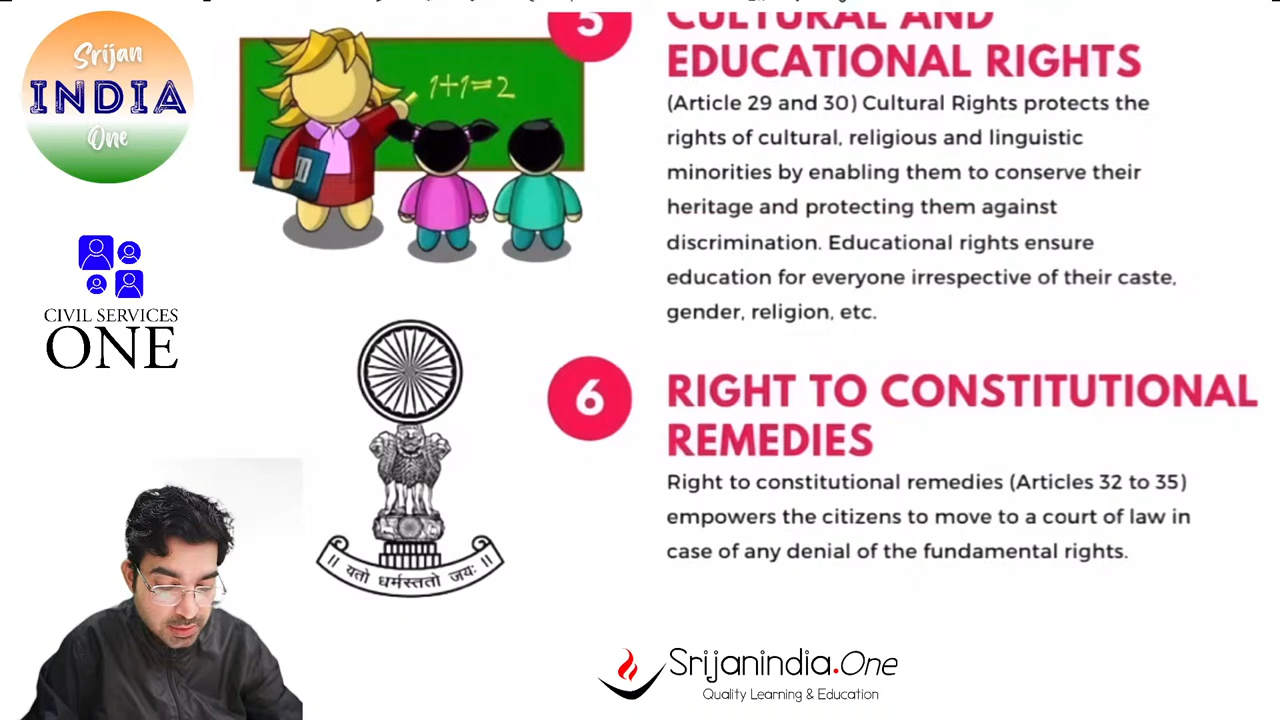 Srijan
INDIA
One
CIVIL SERVICES
ONE
1+1=2
5
CULTURAL AND
EDUCATIONAL RIGHTS
(Article 29 and 30) Cultural Rights protects the
rights of cultural, religious and linguistic
minorities by enabling them to conserve their
heritage and protecting them against
discrimination. Educational rights ensure
education for everyone irrespective of their caste,
gender, religion, etc.
6
RIGHT TO CONSTITUTIONAL
REMEDIES
Right to constitutional remedies (Articles 32 to 35)
empowers the citizens to move to a court of law in
case of any denial of the fundamental rights.
॥ यतो धर्मस्ततो जयः ॥
Srijanindia.One
Quality Learning & Education